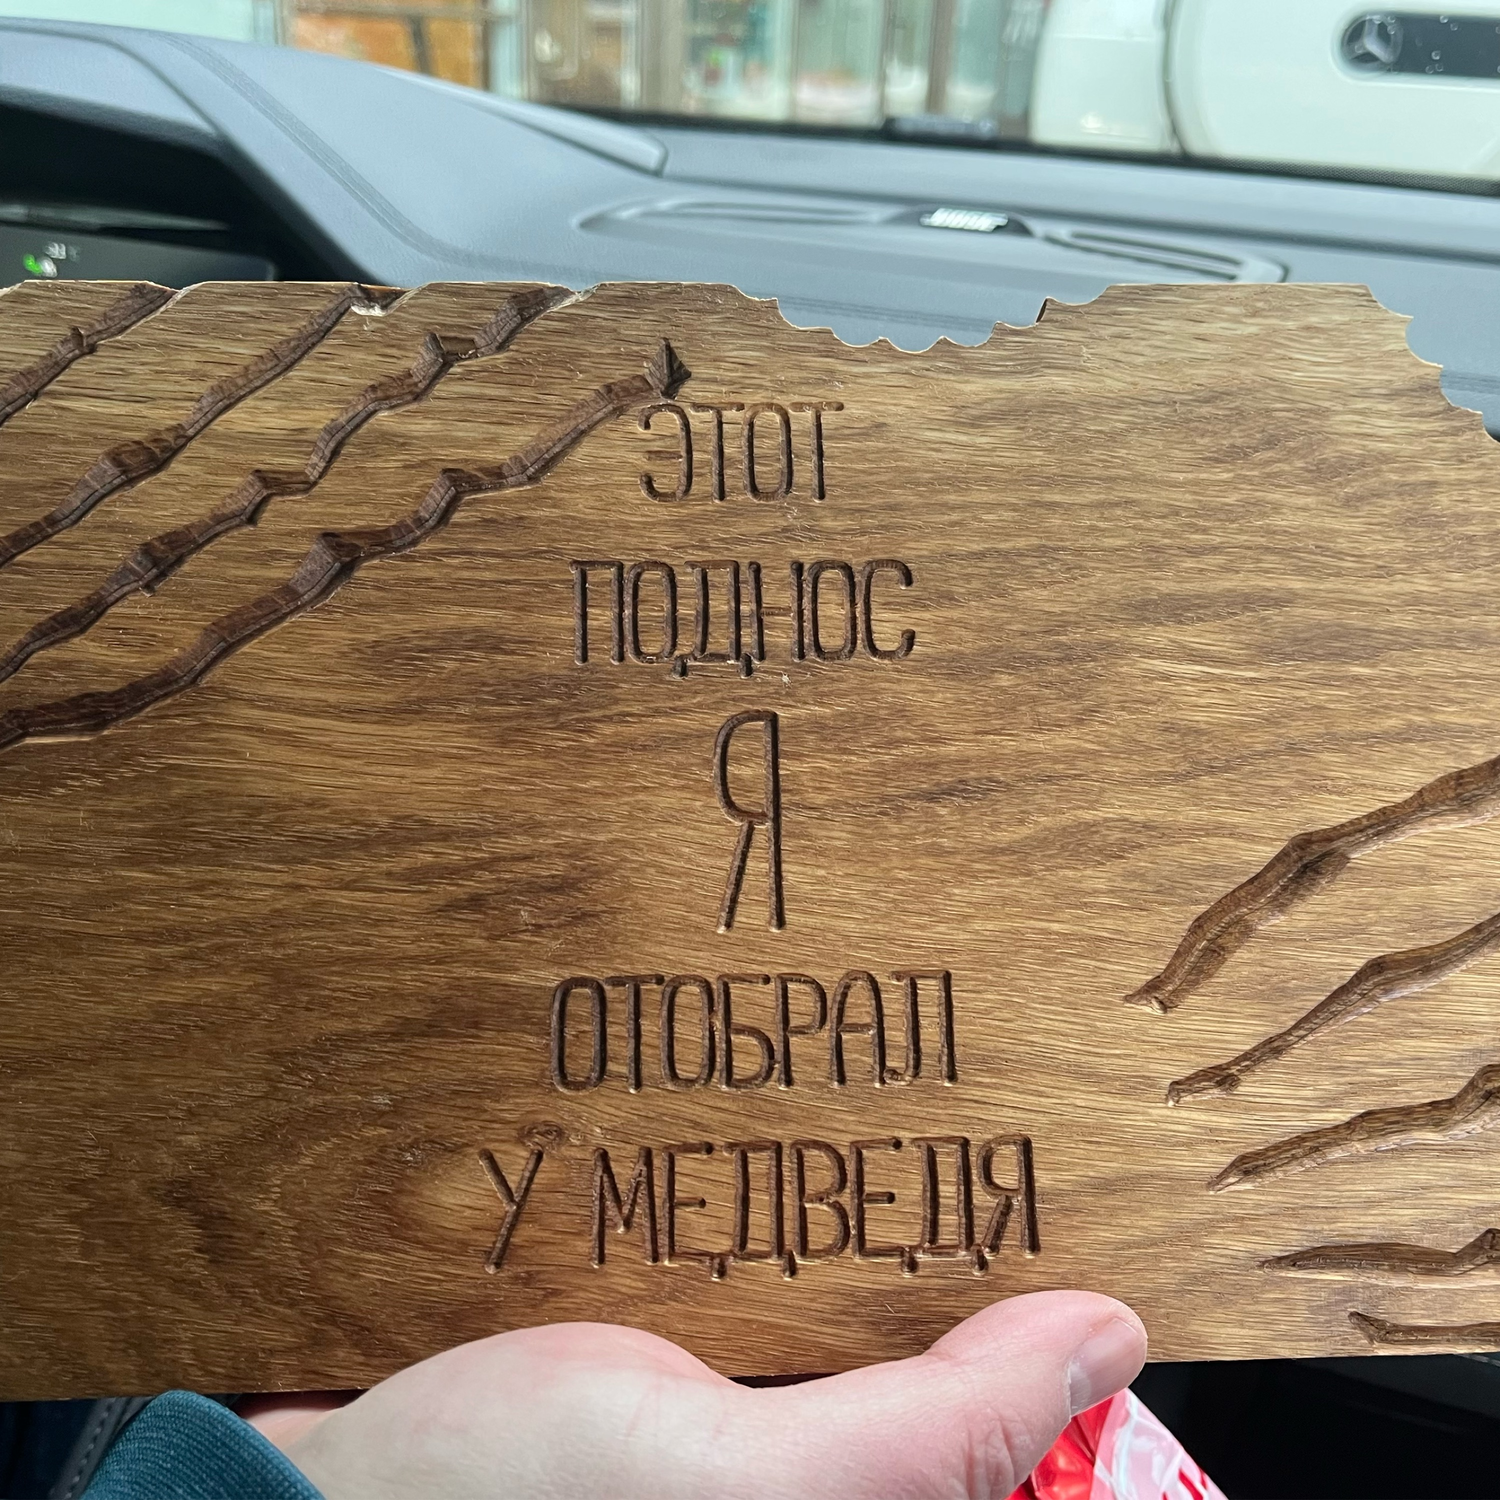 ЭТОТ
ПОДНОС
Я
ОТОБРАЛ
У МЕДВЕДЯ